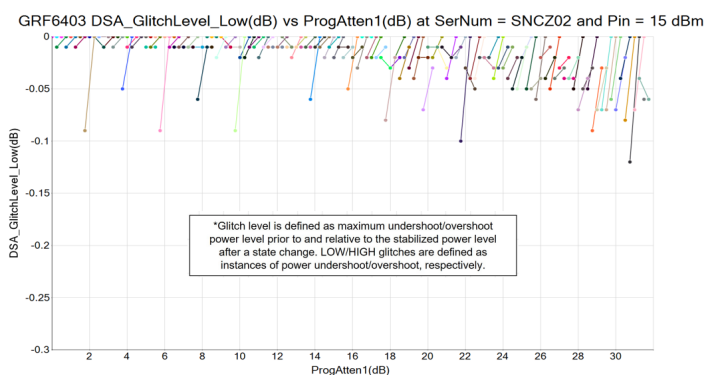 GRF6403 DSA_GlitchLevel_Low(dB) vs ProgAtten1(dB) at SerNum = SNCZ02 and Pin = 15 dBm
DSA_GlitchLevel_Low(dB)
0
-0.05
-0.1
-0.15
-0.2
-0.25
-0.3
*Glitch level is defined as maximum undershoot/overshoot
power level prior to and relative to the stabilized power level
after a state change. LOW/HIGH glitches are defined as
instances of power undershoot/overshoot, respectively.
2 4 6 8 10 12 14 16 18 20 22 24 26 28 30
ProgAtten1(dB)